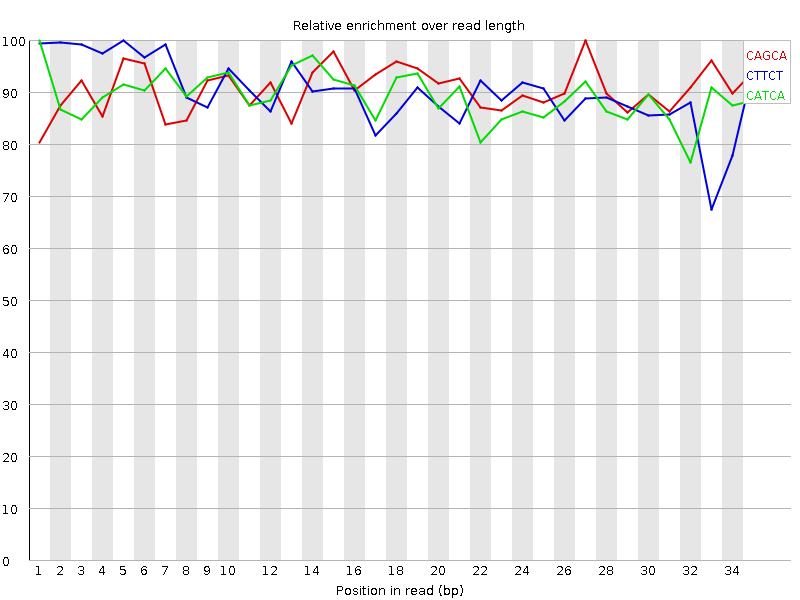 Relative enrichment over read length
100
90
80
70
60
50
40
30
20
10
0
CAGCA
CTTCT
CATCA
1 2 3 4 5 6 7 8 9 10 12 14 16 18 20 22 24 26 28 30 32 34
Position in read (bp)